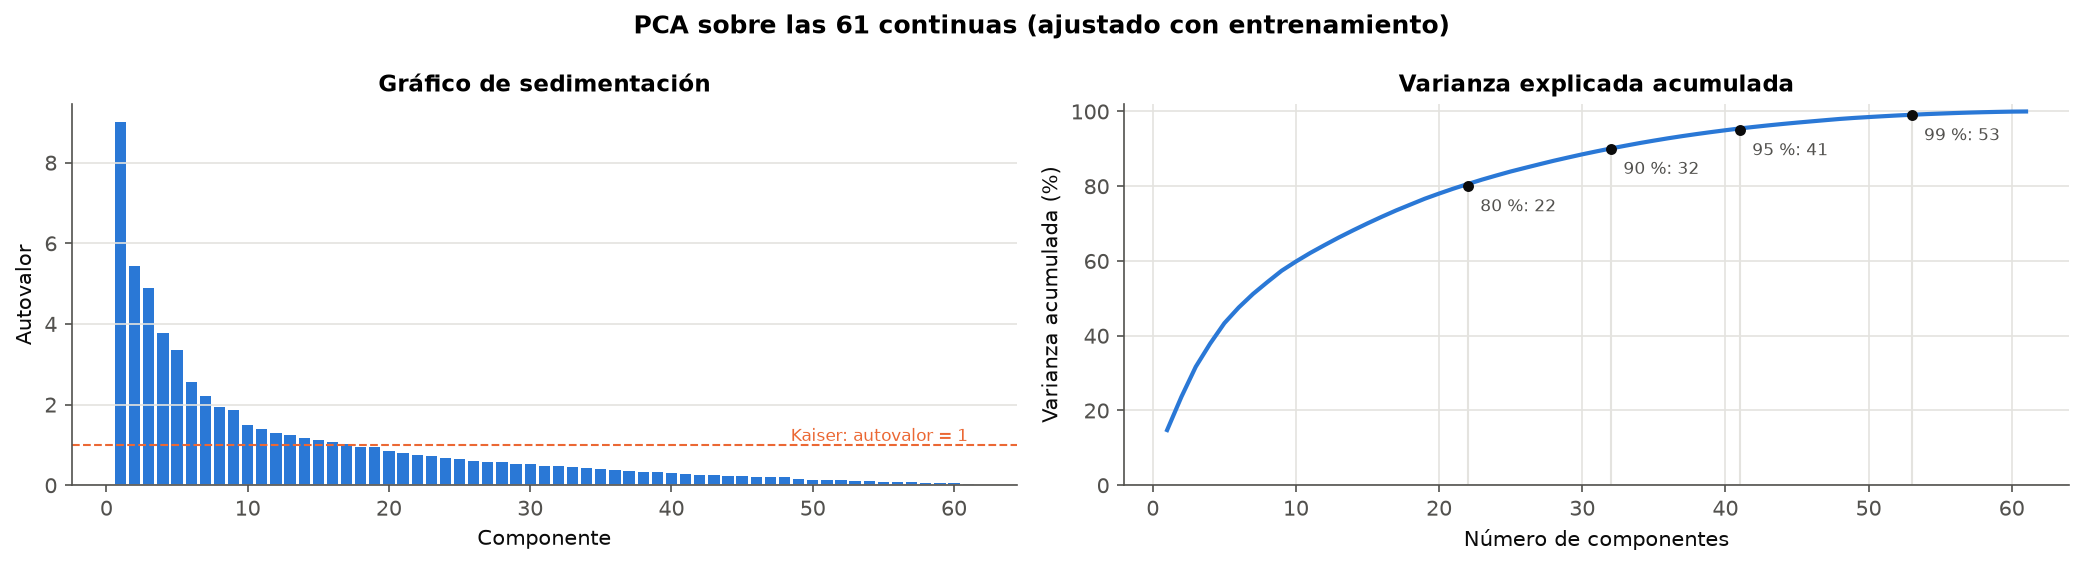 PCA sobre las 61 continuas (ajustado con entrenamiento)
Gráfico de sedimentación
Autovalor
8
6
4
2
0
Kaiser: autovalor = 1
0 10 20 30 40 50 60
Componente
Varianza explicada acumulada
Varianza acumulada (%)
100
80
60
40
20
0
80 %: 22
90 %: 32
95 %: 41
99 %: 53
0 10 20 30 40 50 60
Número de componentes